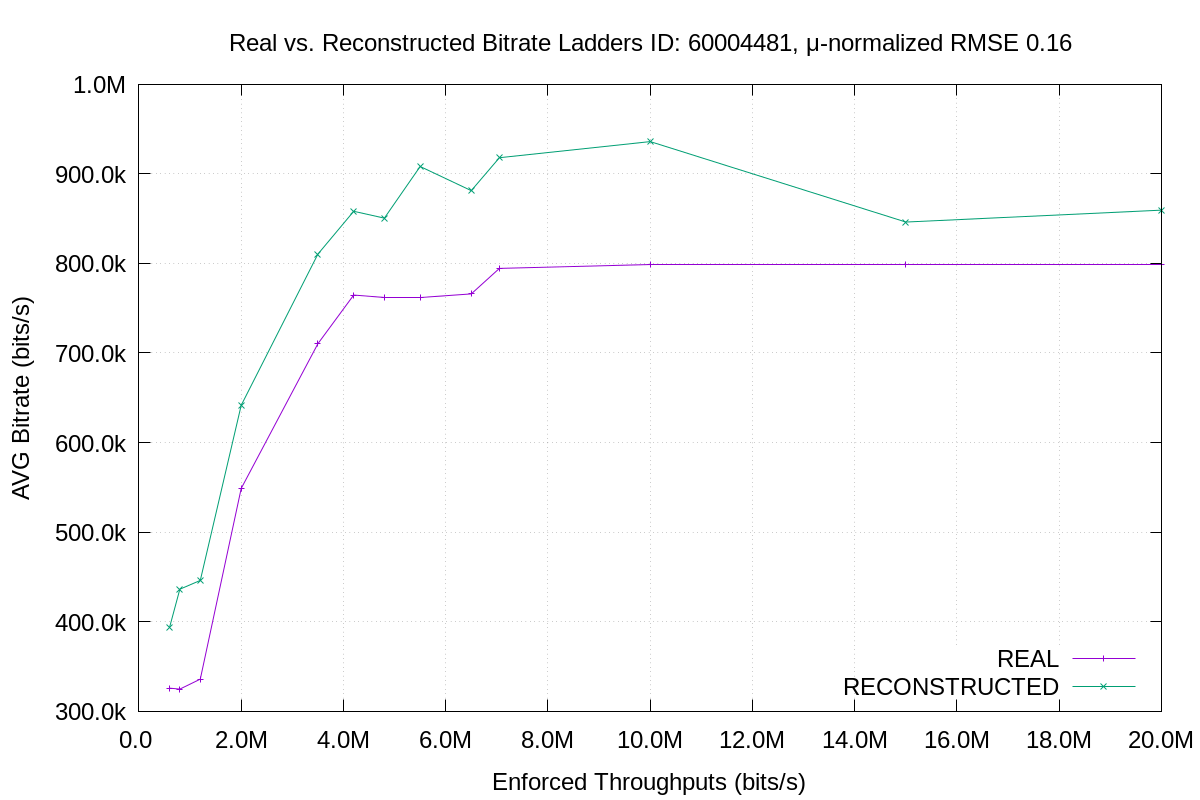 Real vs. Reconstructed Bitrate Ladders ID: 60004481, μ-normalized RMSE 0.16
1.0M
900.0k
800.0k
700.0k
600.0k
500.0k
400.0k
300.0k
AVG Bitrate (bits/s)
REAL
RECONSTRUCTED
0.0 2.0M 4.0M 6.0M 8.0M 10.0M 12.0M 14.0M 16.0M 18.0M 20.0M
Enforced Throughputs (bits/s)